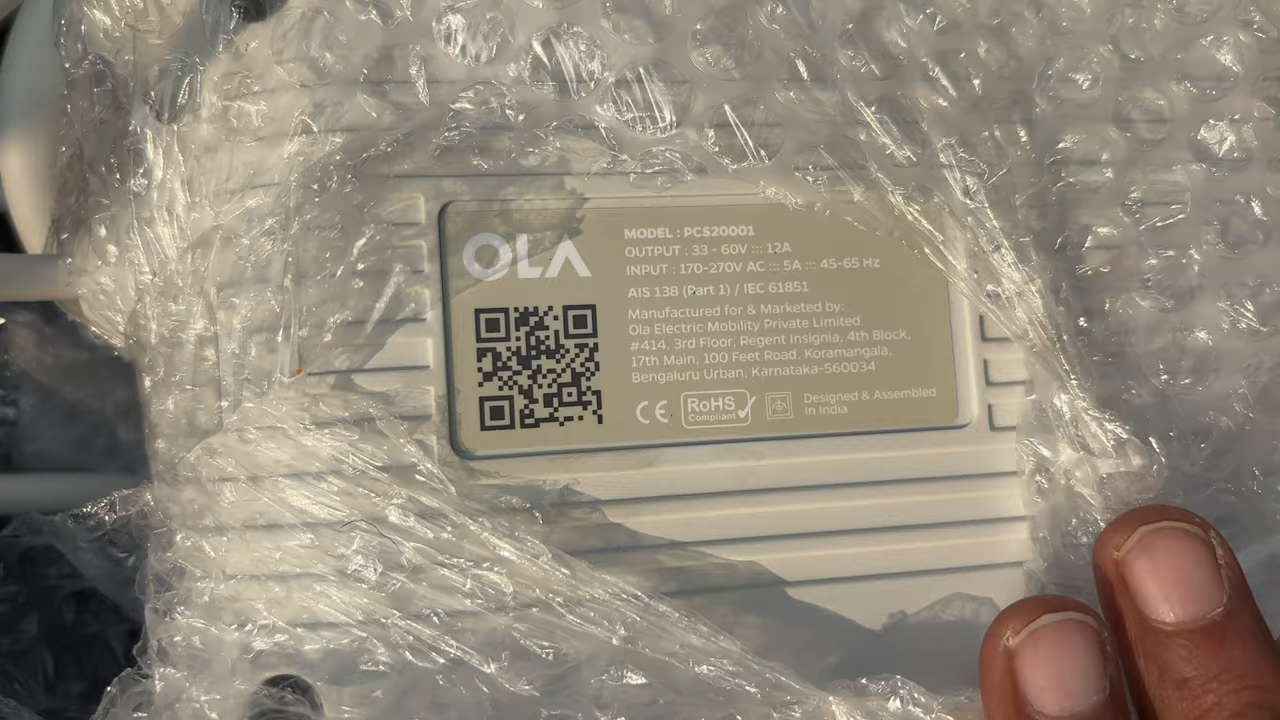 OLA
MODEL : PCS20001
OUTPUT : 33 - 60V ::: 12A
INPUT : 170-270V AC ::: 5A ::: 45-65 Hz
AIS 138 (Part 1) / IEC 61851
Manufactured for & Marketed by:
Ola Electric Mobility Private Limited.
#414, 3rd Floor, Regent Insignia, 4th Block,
17th Main, 100 Feet Road, Koramangala,
Bengaluru Urban, Karnataka-560034
CE
RoHS
Compliant
Designed & Assembled
in India